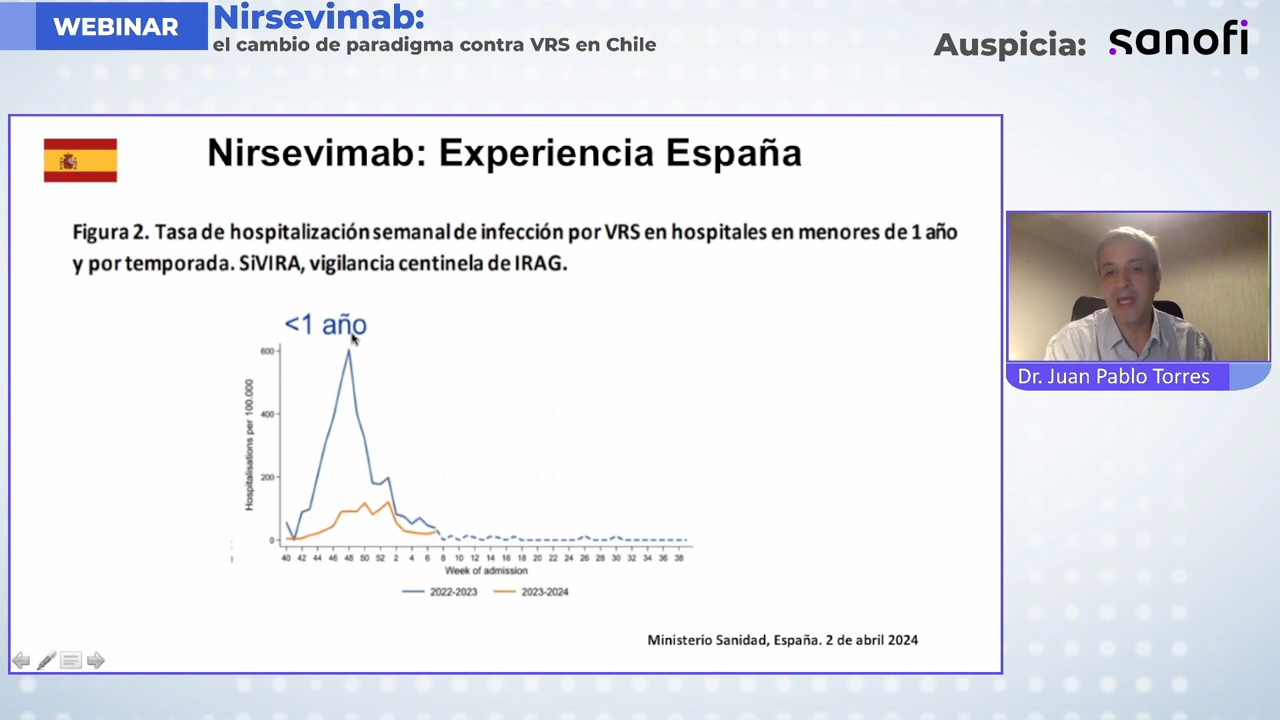 WEBINAR
Nirsevimab:
el cambio de paradigma contra VRS en Chile
Auspicia: sanofi
Nirsevimab: Experiencia España
Figura 2. Tasa de hospitalización semanal de infección por VRS en hospitales en menores de 1 año
y por temporada. SiVIRA, vigilancia centinela de IRAG.
<1 año
Hospitalisations per 100.000
600
400
200
0
40 42 44 46 48 50 52 2 4 6 8 10 12 14 16 18 20 22 24 26 28 30 32 34 36 38
Week of admission
2022-2023 2023-2024
Ministerio Sanidad, España. 2 de abril 2024
Dr. Juan Pablo Torres